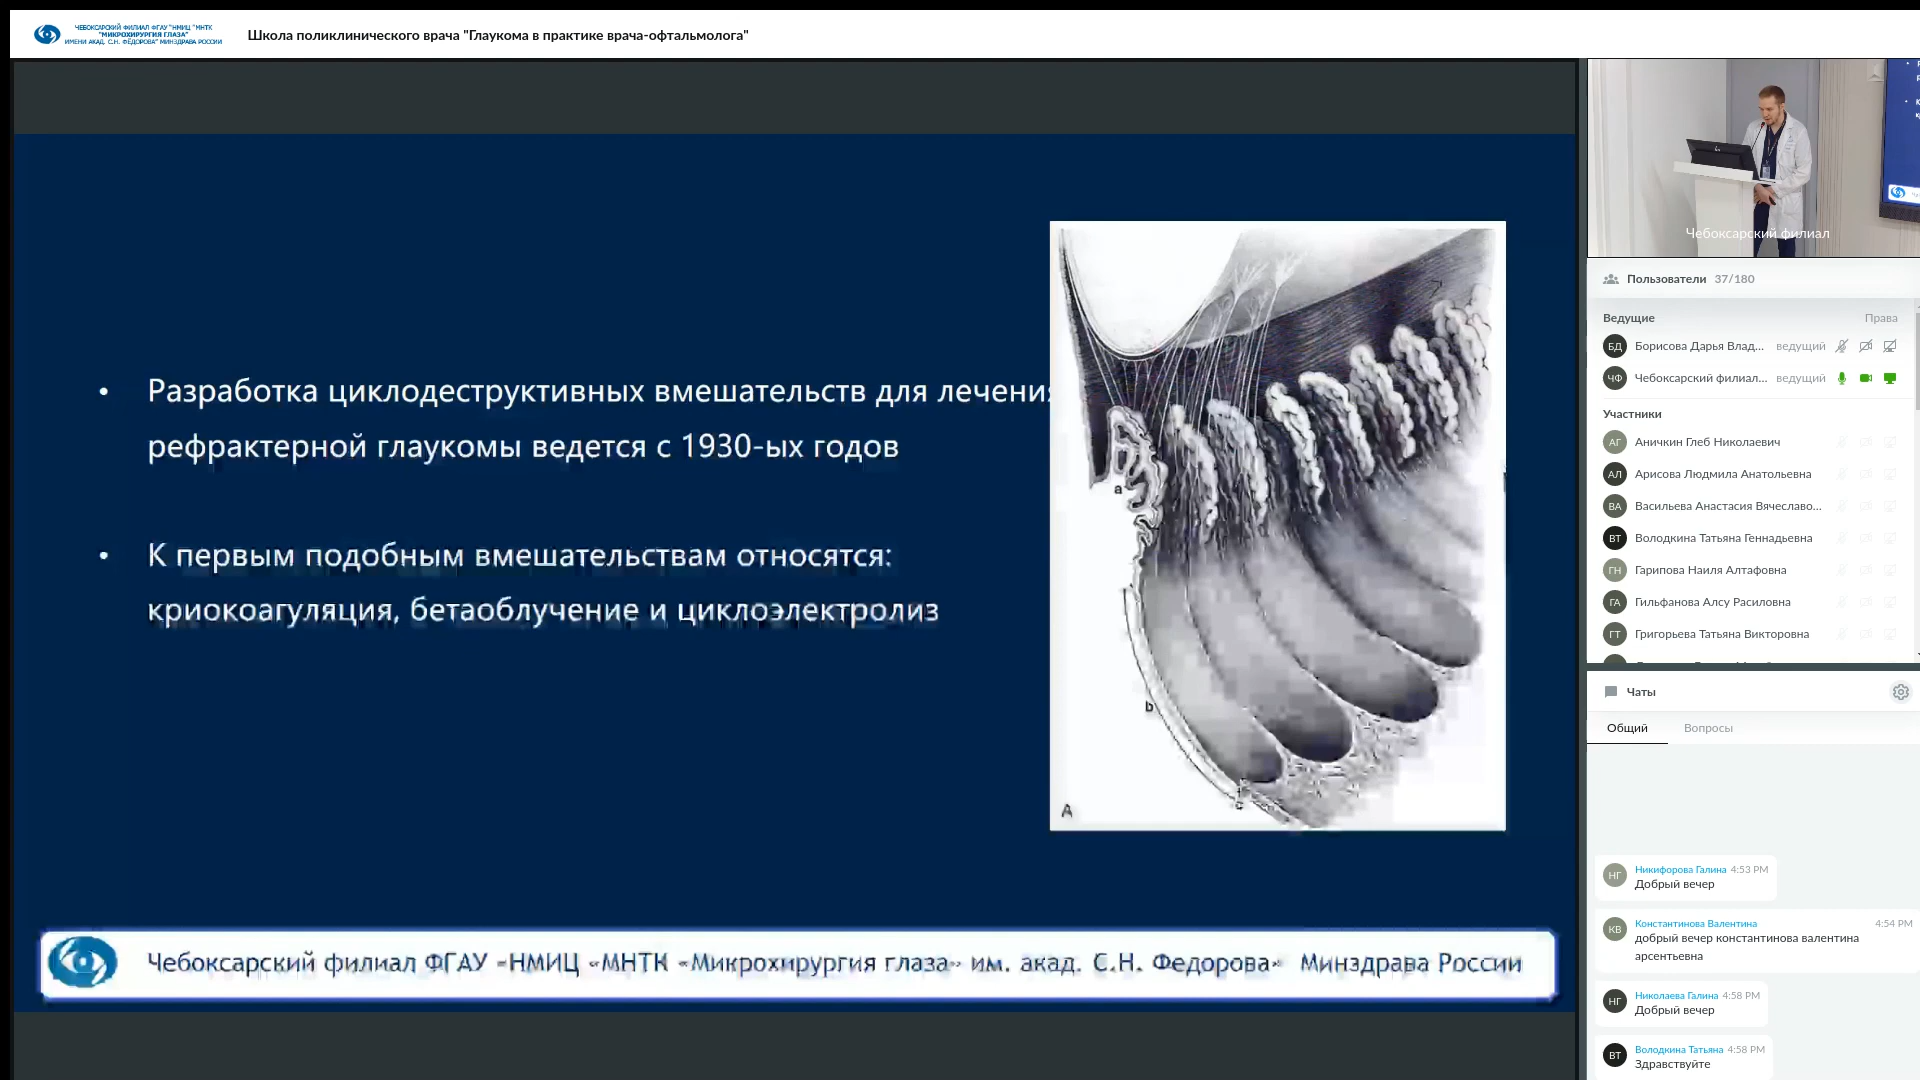 ЧЕБОКСАРСКИЙ ФИЛИАЛ ФГАУ "НМИЦ "МНТК
"МИКРОХИРУРГИЯ ГЛАЗА"
ИМЕНИ АКАД. С.Н. ФЁДОРОВА" МИНЗДРАВА РОССИИ
Школа поликлинического врача "Глаукома в практике врача-офтальмолога"
• Разработка циклодеструктивных вмешательств для лечения
рефрактерной глаукомы ведется с 1930-ых годов
• К первым подобным вмешательствам относятся:
криокоагуляция, бетаоблучение и циклоэлектролиз
a
b
A
Чебоксарский филиал ФГАУ «НМИЦ «МНТК «Микрохирургия глаза» им. акад. С.Н. Федорова» Минздрава России
Чебоксарский филиал
Пользователи 37/180
Ведущие Права
БД Борисова Дарья Влад... ведущий
ЧФ Чебоксарский филиал... ведущий
Участники
АГ Аничкин Глеб Николаевич
АЛ Арисова Людмила Анатольевна
ВА Васильева Анастасия Вячеславо...
ВТ Володкина Татьяна Геннадьевна
ГН Гарипова Наиля Алтафовна
ГА Гильфанова Алсу Расиловна
ГТ Григорьева Татьяна Викторовна
Чаты
Общий Вопросы
НГ Никифорова Галина 4:53 PM
Добрый вечер
КВ Константинова Валентина 4:54 PM
добрый вечер константинова валентина
арсентьевна
НГ Николаева Галина 4:58 PM
Добрый вечер
ВТ Володкина Татьяна 4:58 PM
Здравствуйте